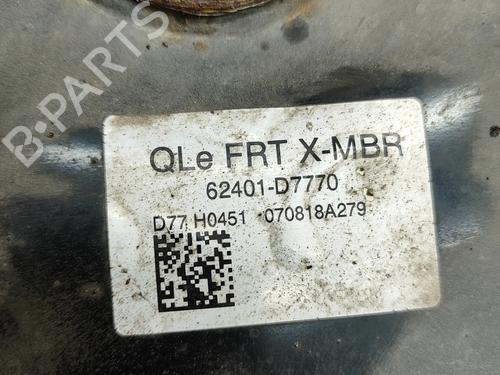 B-PARTS
QLe FRT X-MBR
62401-D7770
D77 H0451 070818A279